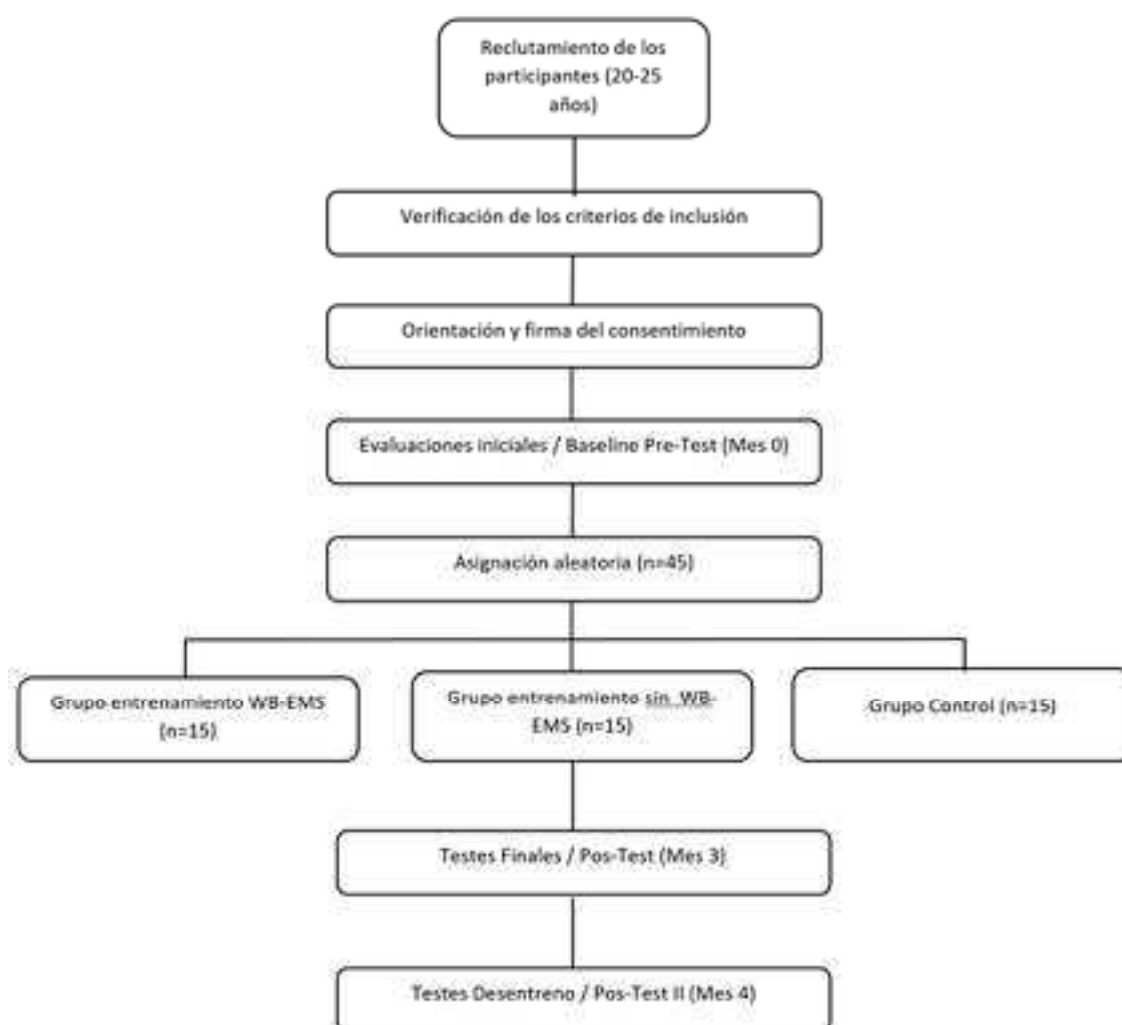 Reclutamiento de los
participantes (20-25
años)
Verificación de los criterios de inclusión
Orientación y firma del consentimiento
Evaluaciones iniciales / Baseline Pre-Test (Mes 0)
Asignación aleatoria (n=45)
Grupo entrenamiento WB-EMS
(n=15)
Grupo entrenamiento sin WB-
EMS (n=15)
Grupo Control (n=15)
Testes Finales / Pos-Test (Mes 3)
Testes Desentreno / Pos-Test II (Mes 4)